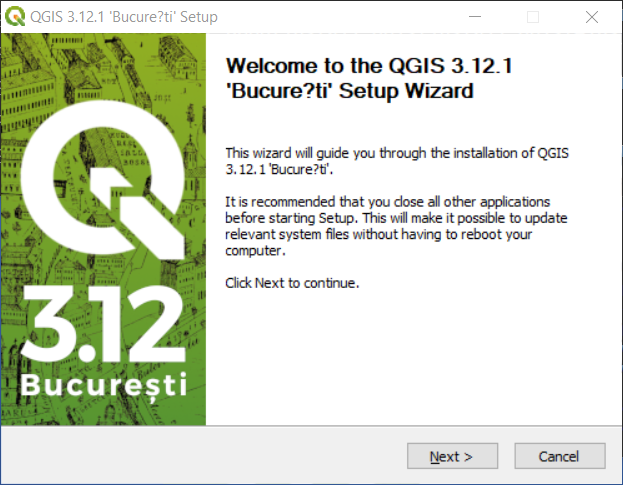 QGIS 3.12.1 'Bucure?ti' Setup
Welcome to the QGIS 3.12.1
'Bucure?ti' Setup Wizard
This wizard will guide you through the installation of QGIS
3.12.1 'Bucure?ti'.
It is recommended that you close all other applications
before starting Setup. This will make it possible to update
relevant system files without having to reboot your
computer.
Click Next to continue.
3.12
București
Next >
Cancel